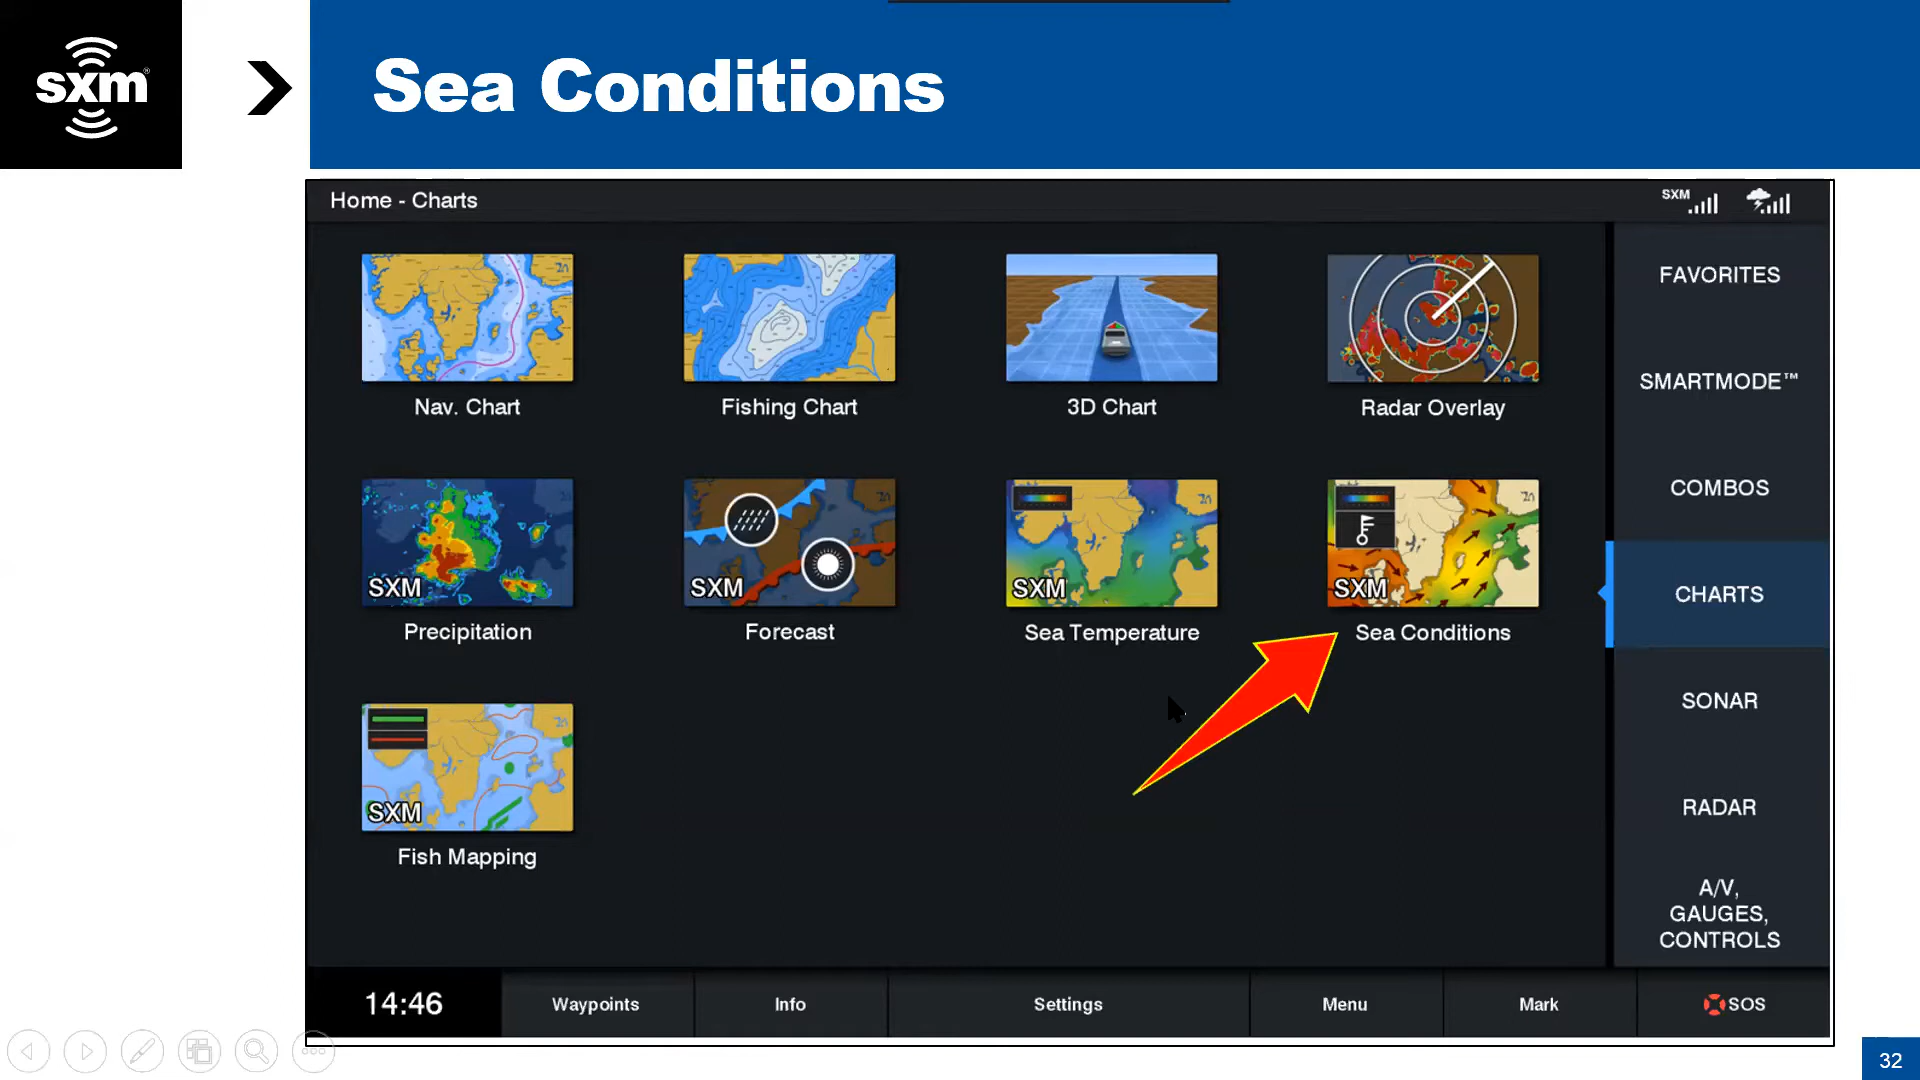 sxm®
Sea Conditions
Home - Charts
SXM
Nav. Chart
Fishing Chart
3D Chart
Radar Overlay
SXM
Precipitation
SXM
Forecast
SXM
Sea Temperature
SXM
Sea Conditions
SXM
Fish Mapping
FAVORITES
SMARTMODE™
COMBOS
CHARTS
SONAR
RADAR
A/V,
GAUGES,
CONTROLS
14:46
Waypoints
Info
Settings
Menu
Mark
SOS
32